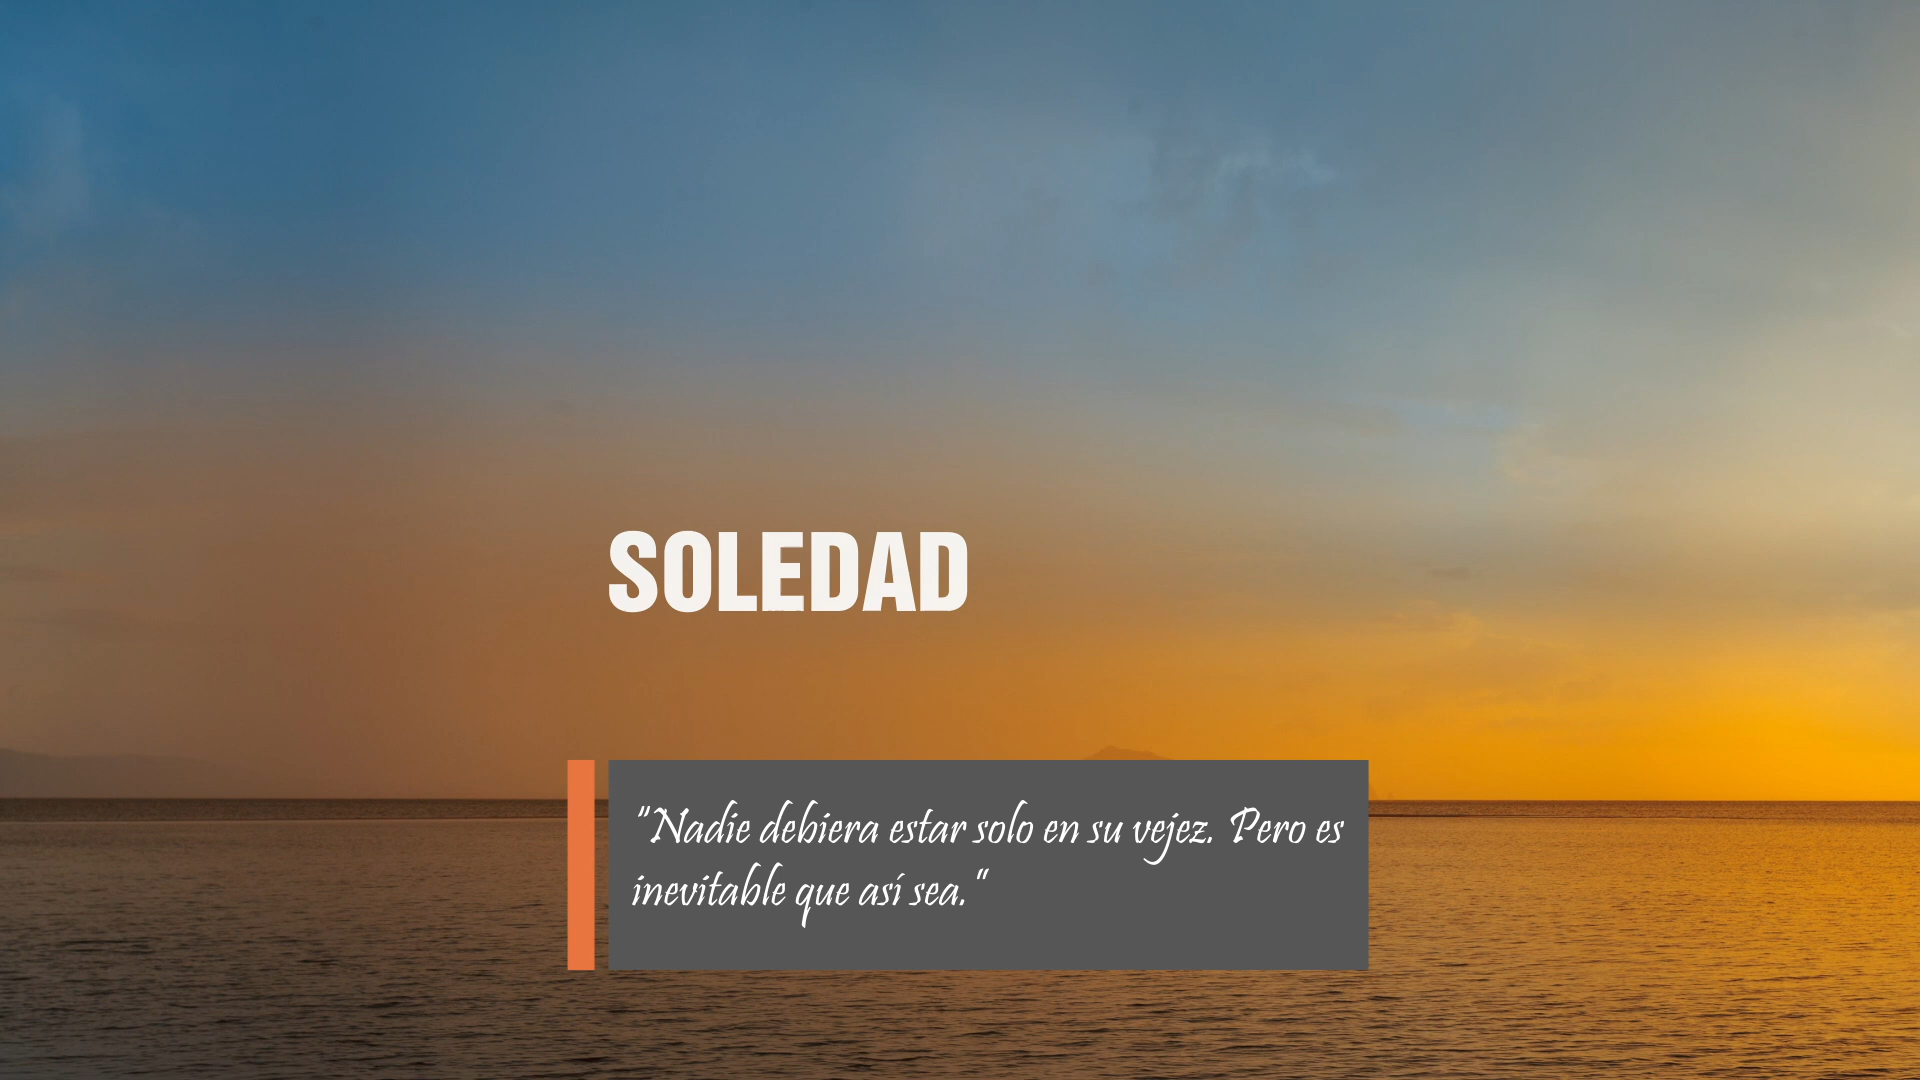 SOLEDAD
“Nadie debiera estar solo en su vejez. Pero es
inevitable que así sea.”